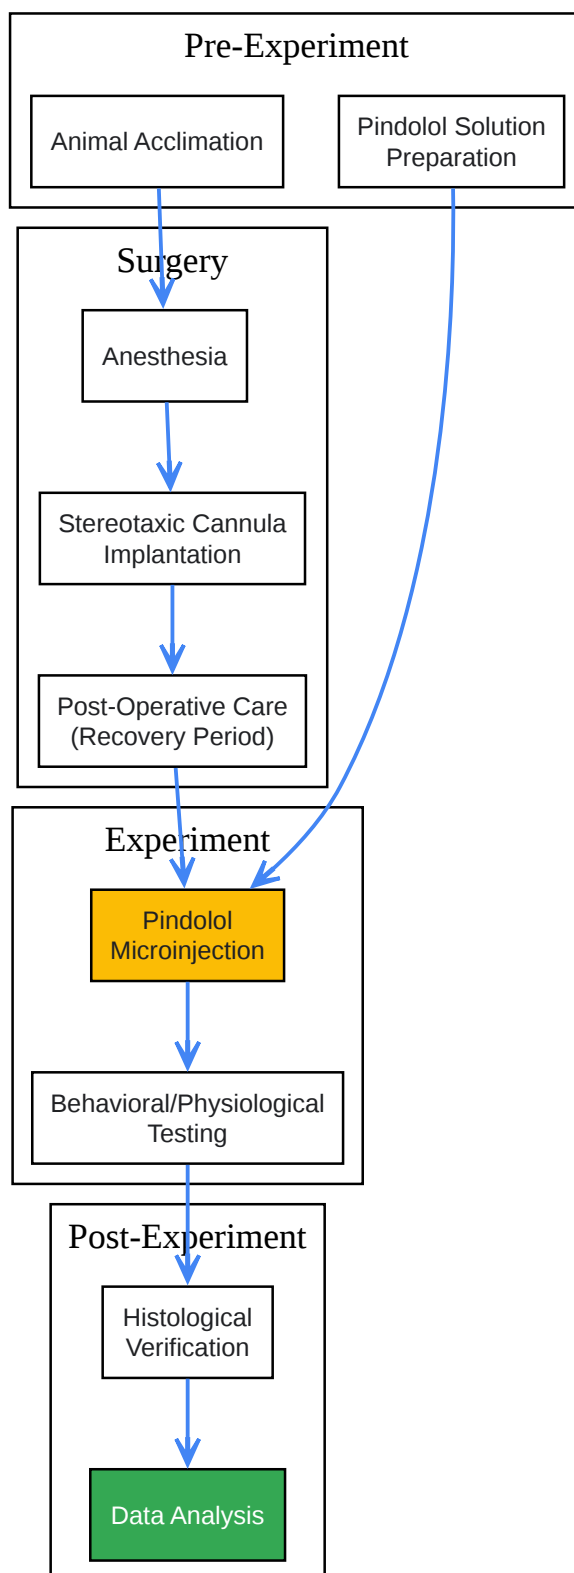 Pre-Experiment
Animal Acclimation
Pindolol Solution
Preparation
Surgery
Anesthesia
Stereotaxic Cannula
Implantation
Post-Operative Care
(Recovery Period)
Experiment
Pindolol
Microinjection
Behavioral/Physiological
Testing
Post-Experiment
Histological
Verification
Data Analysis